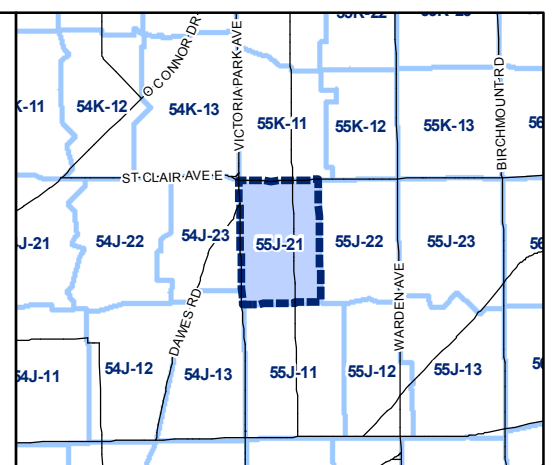 55K-22
O CONNOR DR
VICTORIA PARK AVE
BIRCHMOUNT RD
K-11
54K-12
54K-13
55K-11
55K-12
55K-13
56
ST CLAIR AVE E
J-21
54J-22
54J-23
55J-21
55J-22
55J-23
56
DAWES RD
WARDEN AVE
54J-11
54J-12
54J-13
55J-11
55J-12
55J-13